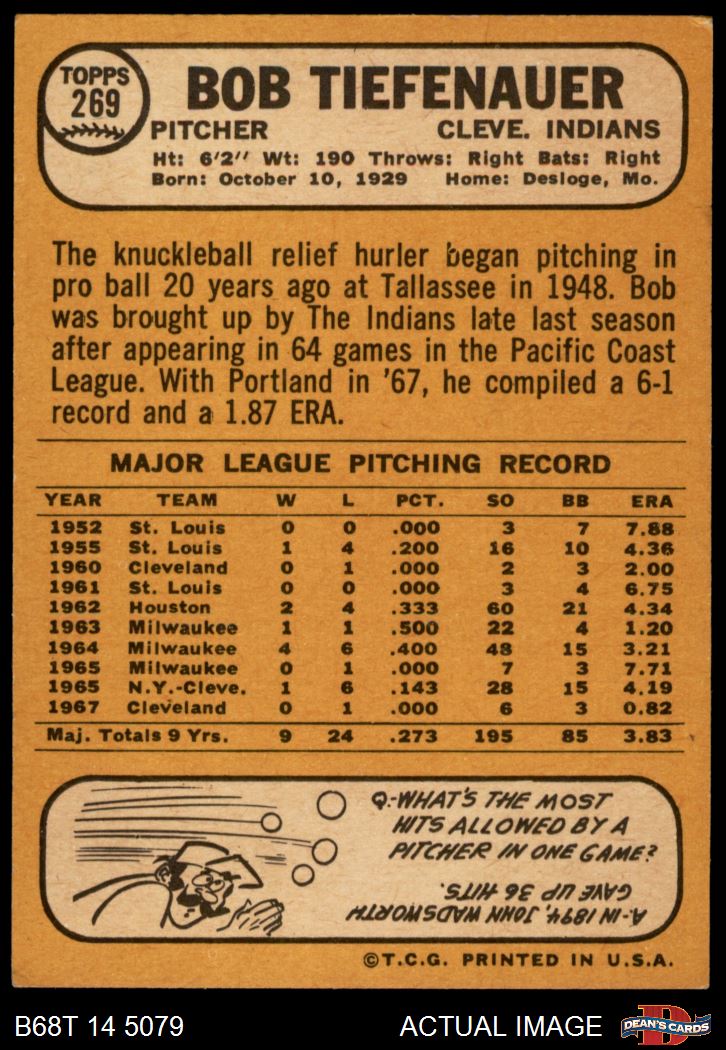 TOPPS
269
BOB TIEFENAUER
PITCHER CLEVE. INDIANS
Ht: 6'2" Wt: 190 Throws: Right Bats: Right
Born: October 10, 1929 Home: Desloge, Mo.
The knuckleball relief hurler began pitching in
pro ball 20 years ago at Tallassee in 1948. Bob
was brought up by The Indians late last season
after appearing in 64 games in the Pacific Coast
League. With Portland in '67, he compiled a 6-1
record and a 1.87 ERA.
MAJOR LEAGUE PITCHING RECORD
YEAR TEAM W L PCT. SO BB ERA
1952 St. Louis 0 0 .000 3 7 7.88
1955 St. Louis 1 4 .200 16 10 4.36
1960 Cleveland 0 1 .000 2 3 2.00
1961 St. Louis 0 0 .000 3 4 6.75
1962 Houston 2 4 .333 60 21 4.34
1963 Milwaukee 1 1 .500 22 4 1.20
1964 Milwaukee 4 6 .400 48 15 3.21
1965 Milwaukee 0 1 .000 7 3 7.71
1965 N.Y.-Cleve. 1 6 .143 28 15 4.19
1967 Cleveland 0 1 .000 6 3 0.82
Maj. Totals 9 Yrs. 9 24 .273 195 85 3.83
Q.-WHAT'S THE MOST
HITS ALLOWED BY A
PITCHER IN ONE GAME?
A-IN 1894, JOHN WADSWORTH
GAVE UP 36 HITS.
©T.C.G. PRINTED IN U.S.A.
B68T 14 5079 ACTUAL IMAGE
DEAN'S CARDS